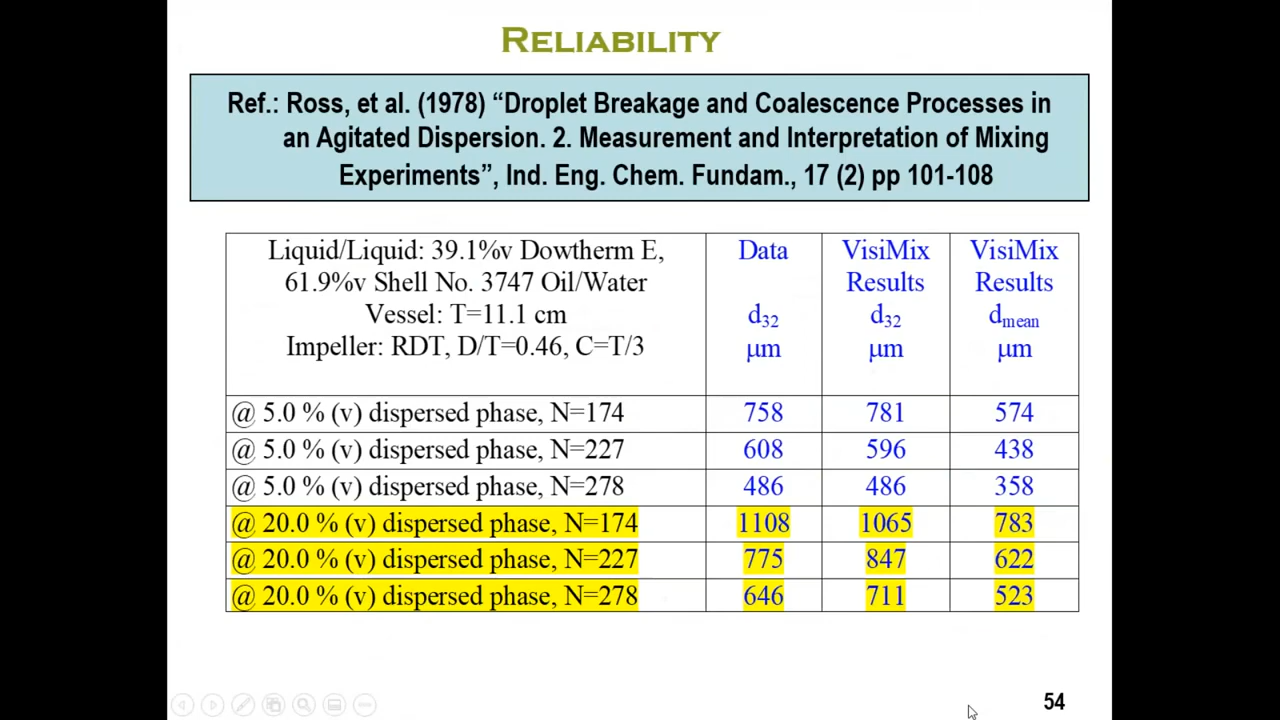 RELIABILITY
Ref.: Ross, et al. (1978) “Droplet Breakage and Coalescence Processes in
an Agitated Dispersion. 2. Measurement and Interpretation of Mixing
Experiments”, Ind. Eng. Chem. Fundam., 17 (2) pp 101-108
Liquid/Liquid: 39.1%v Dowtherm E,
61.9%v Shell No. 3747 Oil/Water
Vessel: T=11.1 cm
Impeller: RDT, D/T=0.46, C=T/3
Data
d32
μm
VisiMix
Results
d32
μm
VisiMix
Results
dmean
μm
@ 5.0 % (v) dispersed phase, N=174 758 781 574
@ 5.0 % (v) dispersed phase, N=227 608 596 438
@ 5.0 % (v) dispersed phase, N=278 486 486 358
@ 20.0 % (v) dispersed phase, N=174 1108 1065 783
@ 20.0 % (v) dispersed phase, N=227 775 847 622
@ 20.0 % (v) dispersed phase, N=278 646 711 523
54